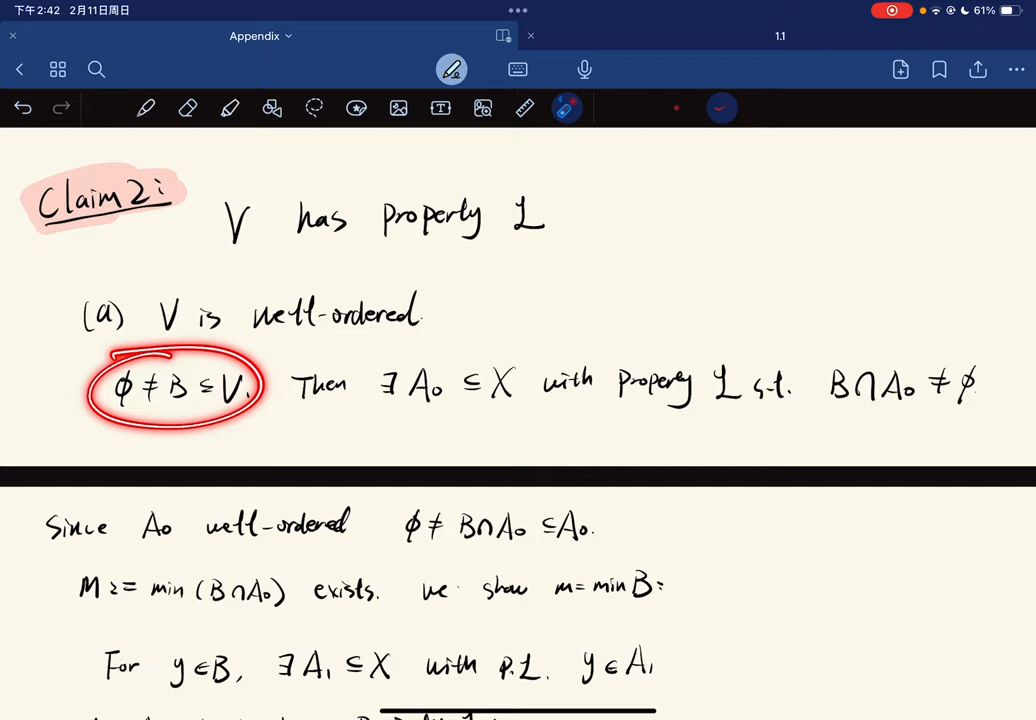 下午2:42 2月11日周日
61%
Appendix
1.1
Claim 2:
V has property L
(a) V is well-ordered.
∅ ≠ B ⊆ V. Then ∃ A₀ ⊆ X with property L s.t. B ∩ A₀ ≠ ∅
Since A₀ well-ordered ∅ ≠ B∩A₀ ⊆ A₀.
M := min (B∩A₀) exists. we show m = min B:
For y ∈ B, ∃ A₁ ⊆ X with P.L. y ∈ A₁